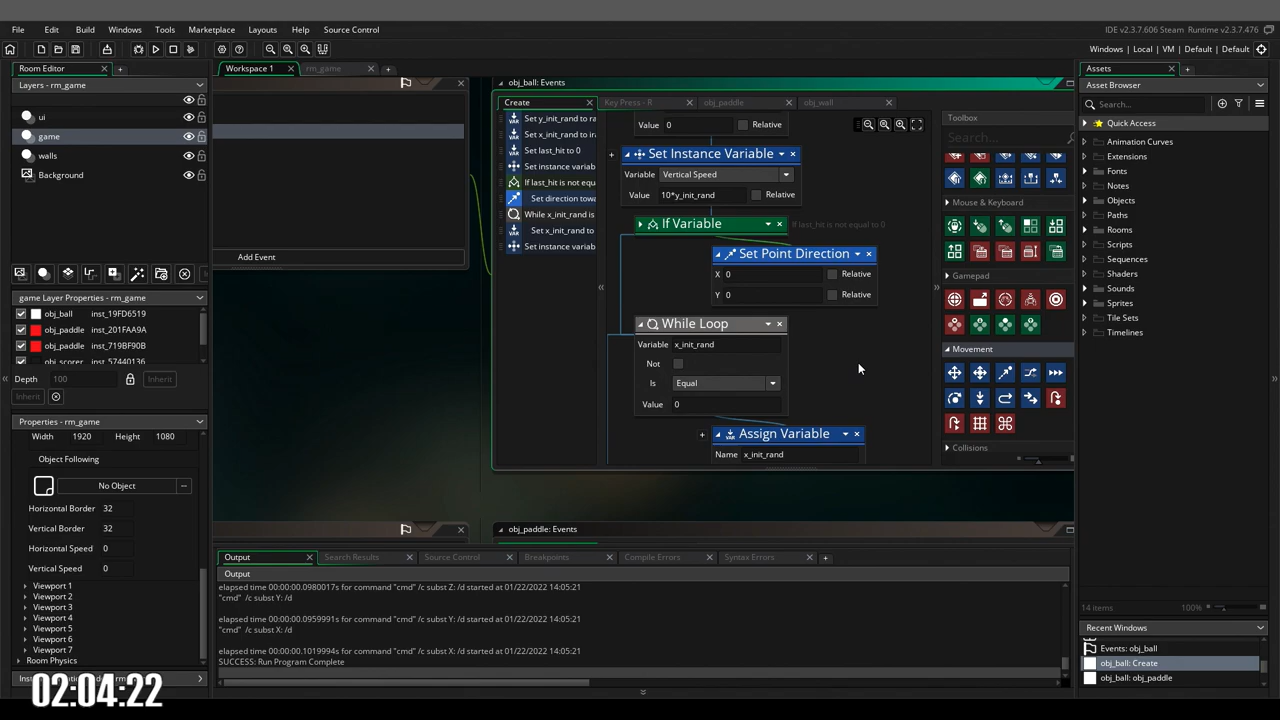 File Edit Build Windows Tools Marketplace Layouts Help Source Control
IDE v2.3.7.606 Steam Runtime v2.3.7.476
Windows | Local | VM | Default | Default
Room Editor
Layers - rm_game
ui
game
walls
Background
game Layer Properties - rm_game
obj_ball inst_19FD6519
obj_paddle inst_201FAA9A
obj_paddle inst_719BF90B
obj_scorer inst_57440136
Depth 100 Inherit
Inherit
Properties - rm_game
Width 1920 Height 1080
Object Following
No Object
Horizontal Border 32
Vertical Border 32
Horizontal Speed 0
Vertical Speed 0
Viewport 1
Viewport 2
Viewport 3
Viewport 4
Viewport 5
Viewport 6
Viewport 7
Room Physics
02:04:22
Workspace 1 rm_game
Add Event
obj_ball: Events
Create Key Press - R obj_paddle obj_wall
Set y_init_rand to ra
Set x_init_rand to ir
Set last_hit to 0
Set instance variable
If last_hit is not equ
Set direction towa
While x_init_rand is
Set x_init_rand to
Set instance variab
Value 0 Relative
Set Instance Variable
Variable Vertical Speed
Value 10*y_init_rand Relative
If Variable If last_hit is not equal to 0
Set Point Direction
X 0 Relative
Y 0 Relative
While Loop
Variable x_init_rand
Not
Is Equal
Value 0
Assign Variable
Name x_init_rand
Toolbox
Search...
Mouse & Keyboard
Gamepad
Movement
Collisions
obj_paddle: Events
Output Search Results Source Control Breakpoints Compile Errors Syntax Errors
Output
elapsed time 00:00:00.0980017s for command "cmd" /c subst Z: /d started at 01/22/2022 14:05:21
"cmd" /c subst Y: /d
elapsed time 00:00:00.0959991s for command "cmd" /c subst Y: /d started at 01/22/2022 14:05:21
"cmd" /c subst X: /d
elapsed time 00:00:00.1019994s for command "cmd" /c subst X: /d started at 01/22/2022 14:05:21
SUCCESS: Run Program Complete
Assets
Asset Browser
Search...
Quick Access
Animation Curves
Extensions
Fonts
Notes
Objects
Paths
Rooms
Scripts
Sequences
Shaders
Sounds
Sprites
Tile Sets
Timelines
14 items 100%
Recent Windows
Events: obj_ball
obj_ball: Create
obj_ball: obj_paddle